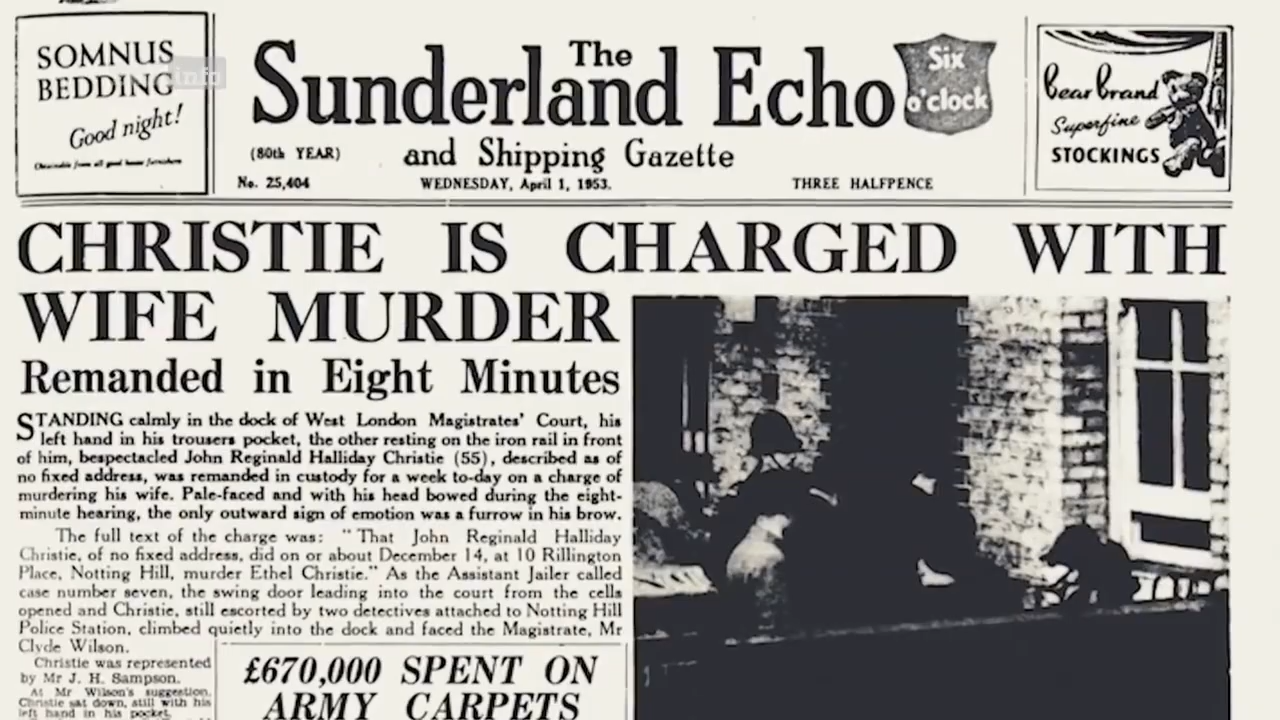 SOMNUS
BEDDING
Good night!
Obtainable from all good house furnishers
info
The
Sunderland Echo
and Shipping Gazette
Six
o'clock
(80th YEAR)
No. 25,404
WEDNESDAY, April 1, 1953.
THREE HALFPENCE
Bear Brand
Superfine
STOCKINGS
CHRISTIE IS CHARGED WITH
WIFE MURDER
Remanded in Eight Minutes
STANDING calmly in the dock of West London Magistrates' Court, his
left hand in his trousers pocket, the other resting on the iron rail in front
of him, bespectacled John Reginald Halliday Christie (55), described as of
no fixed address, was remanded in custody for a week to-day on a charge of
murdering his wife. Pale-faced and with his head bowed during the eight-
minute hearing, the only outward sign of emotion was a furrow in his brow.
The full text of the charge was: "That John Reginald Halliday
Christie, of no fixed address, did on or about December 14, at 10 Rillington
Place, Notting Hill, murder Ethel Christie." As the Assistant Jailer called
case number seven, the swing door leading into the court from the cells
opened and Christie, still escorted by two detectives attached to Notting Hill
Police Station, climbed quietly into the dock and faced the Magistrate, Mr
Clyde Wilson.
Christie was represented
by Mr J. H. Sampson.
At Mr Wilson's suggestion,
Christie sat down, still with his
left hand in his pocket.
£670,000 SPENT ON
ARMY CARPETS